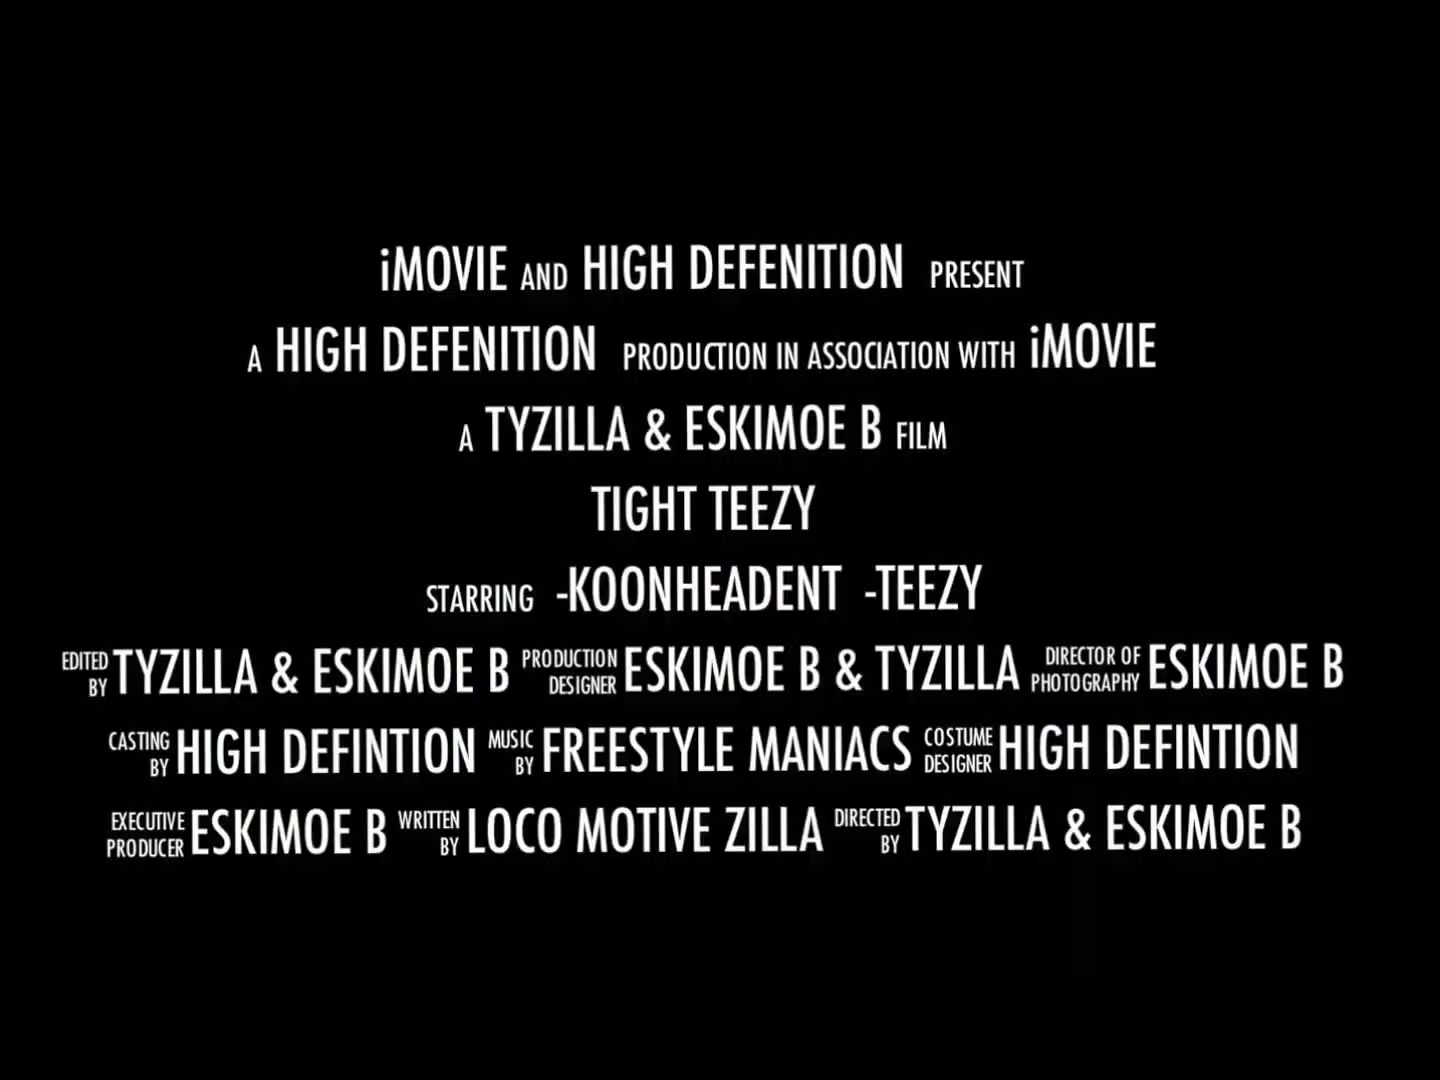 iMOVIE AND HIGH DEFENITION PRESENT
A HIGH DEFENITION PRODUCTION IN ASSOCIATION WITH iMOVIE
A TYZILLA & ESKIMOE B FILM
TIGHT TEEZY
STARRING -KOONHEADENT -TEEZY
EDITED BY TYZILLA & ESKIMOE B PRODUCTION DESIGNER ESKIMOE B & TYZILLA DIRECTOR OF PHOTOGRAPHY ESKIMOE B
CASTING BY HIGH DEFINTION MUSIC BY FREESTYLE MANIACS COSTUME DESIGNER HIGH DEFINTION
EXECUTIVE PRODUCER ESKIMOE B WRITTEN BY LOCO MOTIVE ZILLA DIRECTED BY TYZILLA & ESKIMOE B